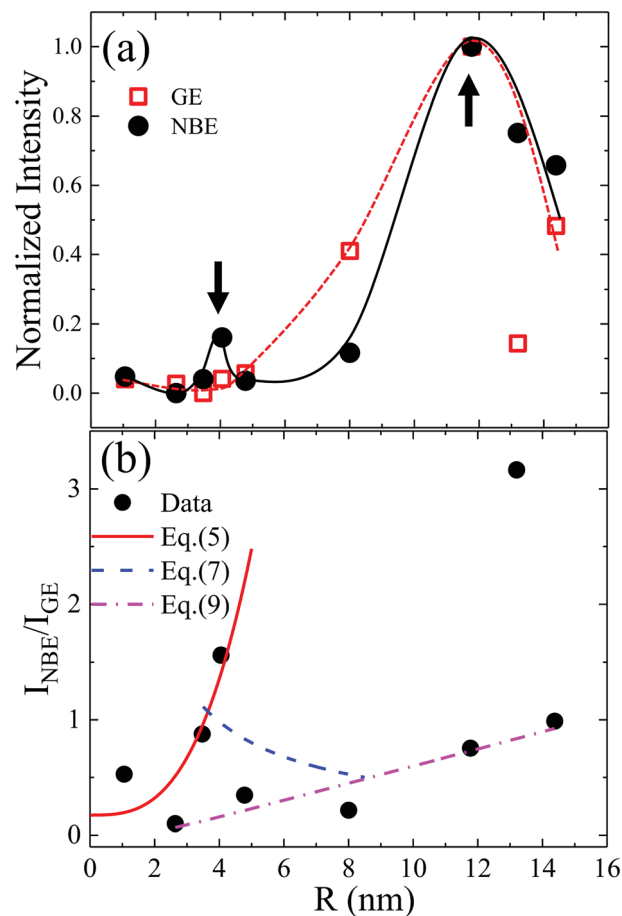 (a)
GE
NBE
Normalized Intensity
1.0
0.8
0.6
0.4
0.2
0.0
(b)
Data
Eq.(5)
Eq.(7)
Eq.(9)
I_NBE/I_GE
3
2
1
0
0 2 4 6 8 10 12 14 16
R (nm)